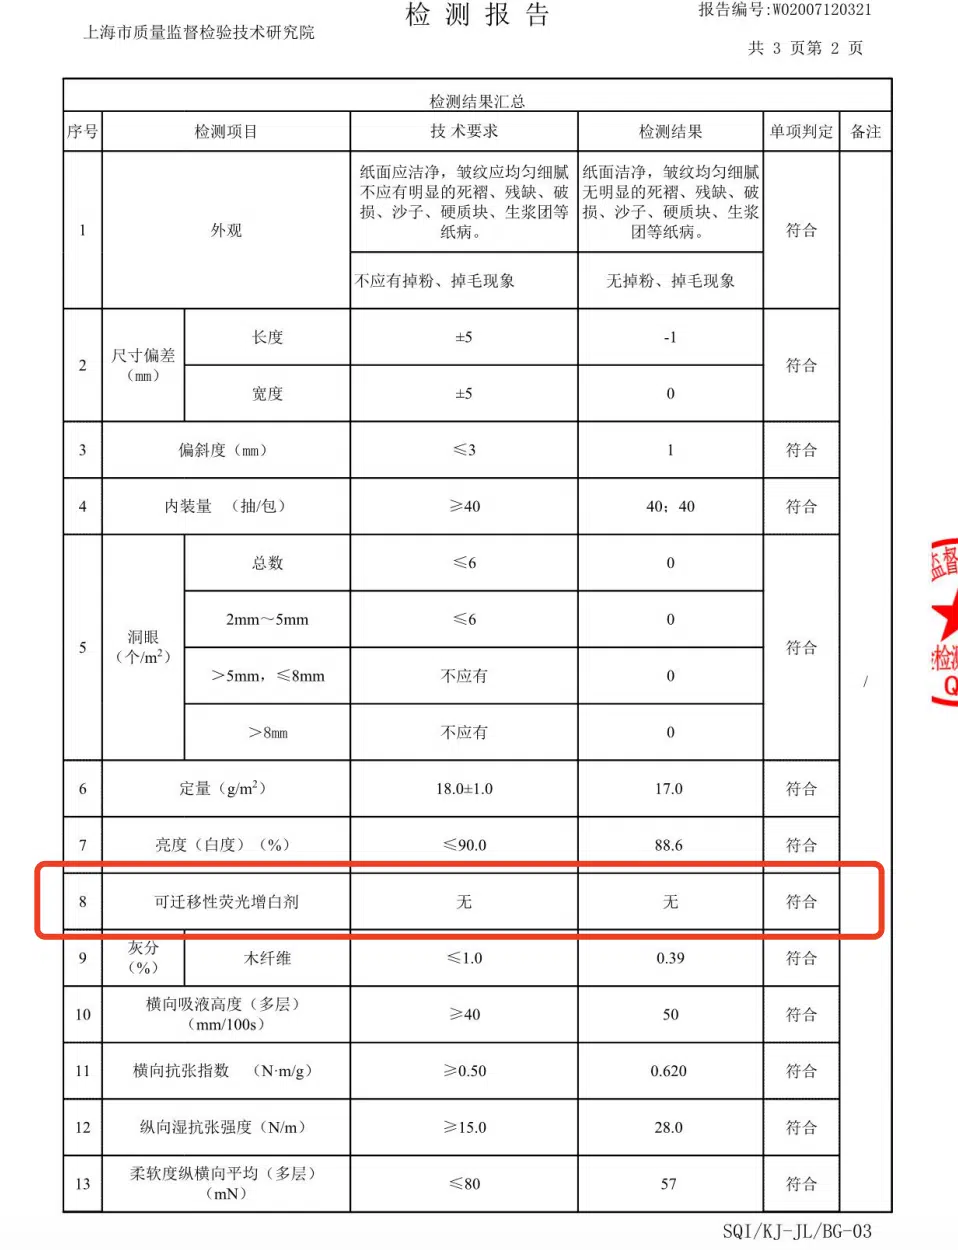 上海市质量监督检验技术研究院
检测报告
报告编号:W02007120321
共 3 页第 2 页
检测结果汇总
序号 检测项目 技术要求 检测结果 单项判定 备注
1 外观
纸面应洁净，皱纹应均匀细腻
不应有明显的死褶、残缺、破
损、沙子、硬质块、生浆团等
纸病。
纸面洁净，皱纹均匀细腻
无明显的死褶、残缺、破
损、沙子、硬质块、生浆
团等纸病。
符合
不应有掉粉、掉毛现象 无掉粉、掉毛现象
2 尺寸偏差
（mm）
长度 ±5 -1 符合
宽度 ±5 0
3 偏斜度（mm） ≤3 1 符合
4 内装量 （抽/包） ≥40 40；40 符合
5 洞眼
（个/m²）
总数 ≤6 0 符合
2mm～5mm ≤6 0
>5mm，≤8mm 不应有 0
>8mm 不应有 0
/
6 定量（g/m²） 18.0±1.0 17.0 符合
7 亮度（白度）（%） ≤90.0 88.6 符合
8 可迁移性荧光增白剂 无 无 符合
9 灰分
（%）
木纤维 ≤1.0 0.39 符合
10 横向吸液高度（多层）
（mm/100s）
≥40 50 符合
11 横向抗张指数 （N·m/g） ≥0.50 0.620 符合
12 纵向湿抗张强度（N/m） ≥15.0 28.0 符合
13 柔软度纵横向平均（多层）
（mN）
≤80 57 符合
SQI/KJ-JL/BG-03
监督
检测
Q